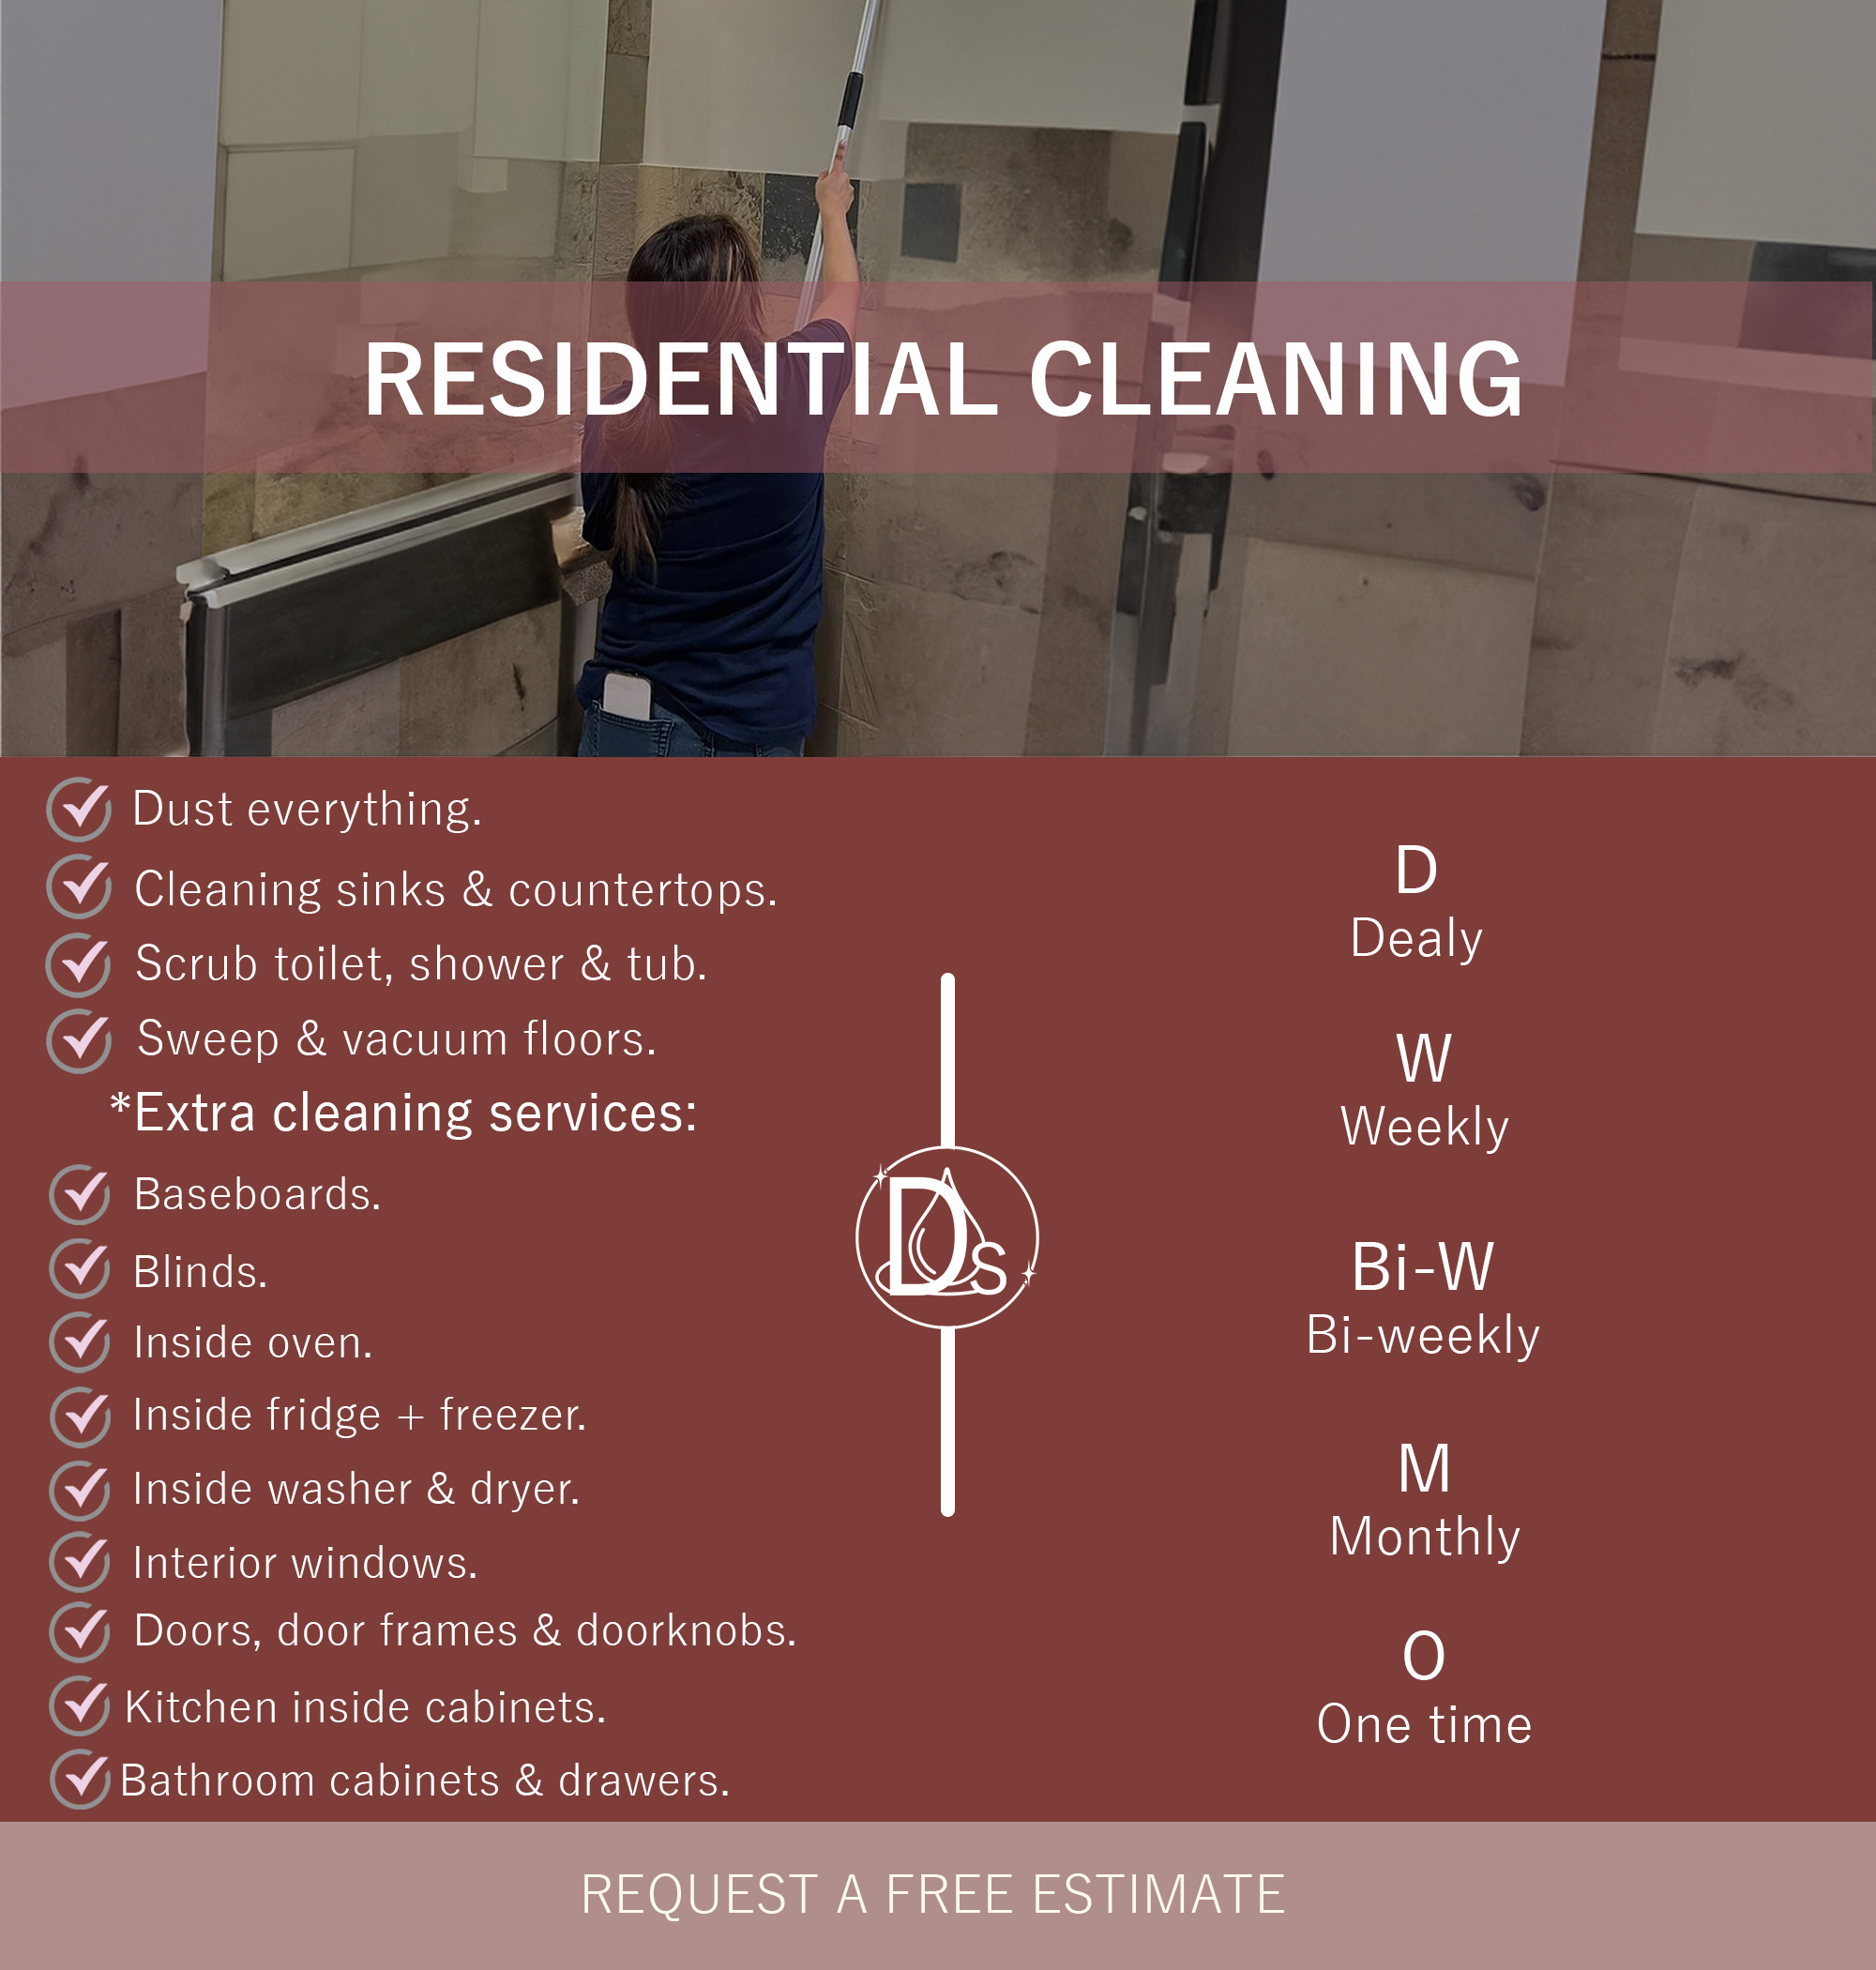 RESIDENTIAL CLEANING
Dust everything.
Cleaning sinks & countertops.
Scrub toilet, shower & tub.
Sweep & vacuum floors.
*Extra cleaning services:
Baseboards.
Blinds.
Inside oven.
Inside fridge + freezer.
Inside washer & dryer.
Interior windows.
Doors, door frames & doorknobs.
Kitchen inside cabinets.
Bathroom cabinets & drawers.
Ds
D
Dealy
W
Weekly
Bi-W
Bi-weekly
M
Monthly
O
One time
REQUEST A FREE ESTIMATE